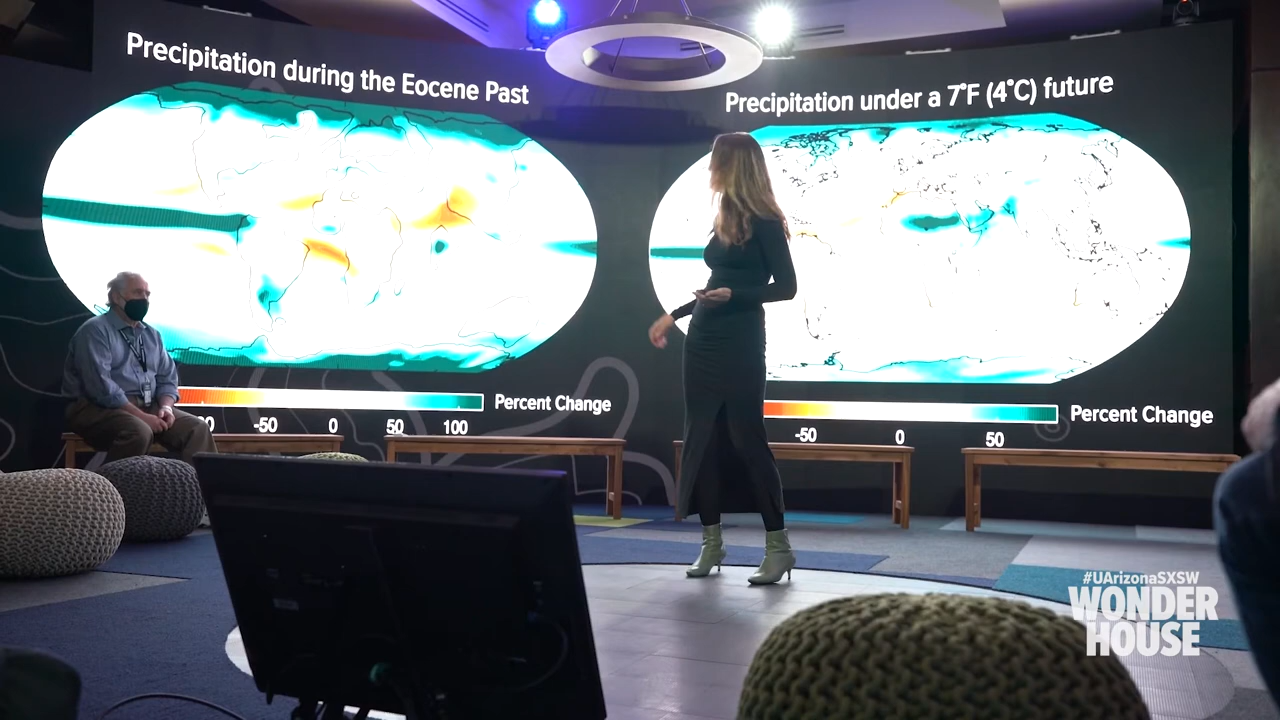 Precipitation during the Eocene Past
Precipitation under a 7°F (4°C) future
-50 0 50 100 Percent Change
-50 0 50 Percent Change
#UArizonaSXSW
WONDER
HOUSE